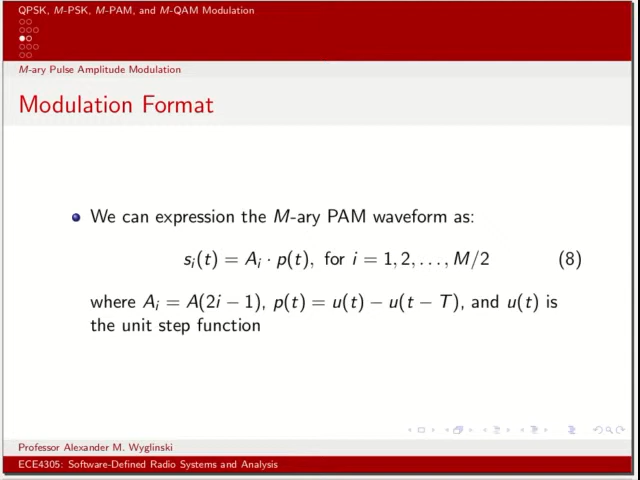 QPSK, M-PSK, M-PAM, and M-QAM Modulation
M-ary Pulse Amplitude Modulation
Modulation Format
We can expression the M-ary PAM waveform as:
sᵢ(t) = Aᵢ · p(t), for i = 1, 2, . . . , M/2 (8)
where Aᵢ = A(2i − 1), p(t) = u(t) − u(t − T), and u(t) is
the unit step function
Professor Alexander M. Wyglinski
ECE4305: Software-Defined Radio Systems and Analysis